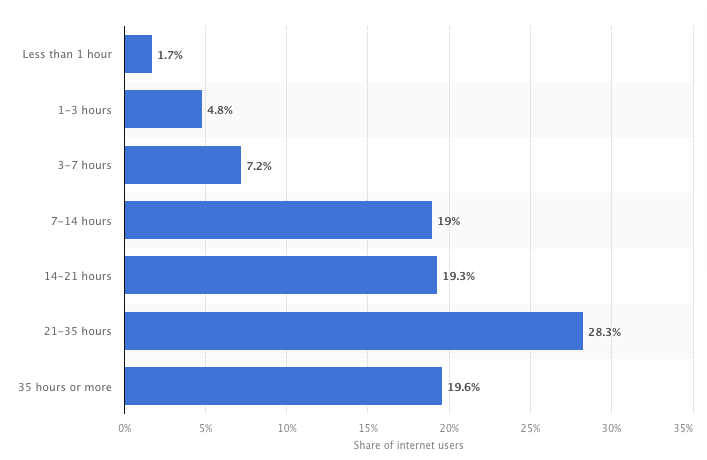 Less than 1 hour 1.7%
1–3 hours 4.8%
3–7 hours 7.2%
7–14 hours 19%
14–21 hours 19.3%
21–35 hours 28.3%
35 hours or more 19.6%
0% 5% 10% 15% 20% 25% 30% 35%
Share of internet users